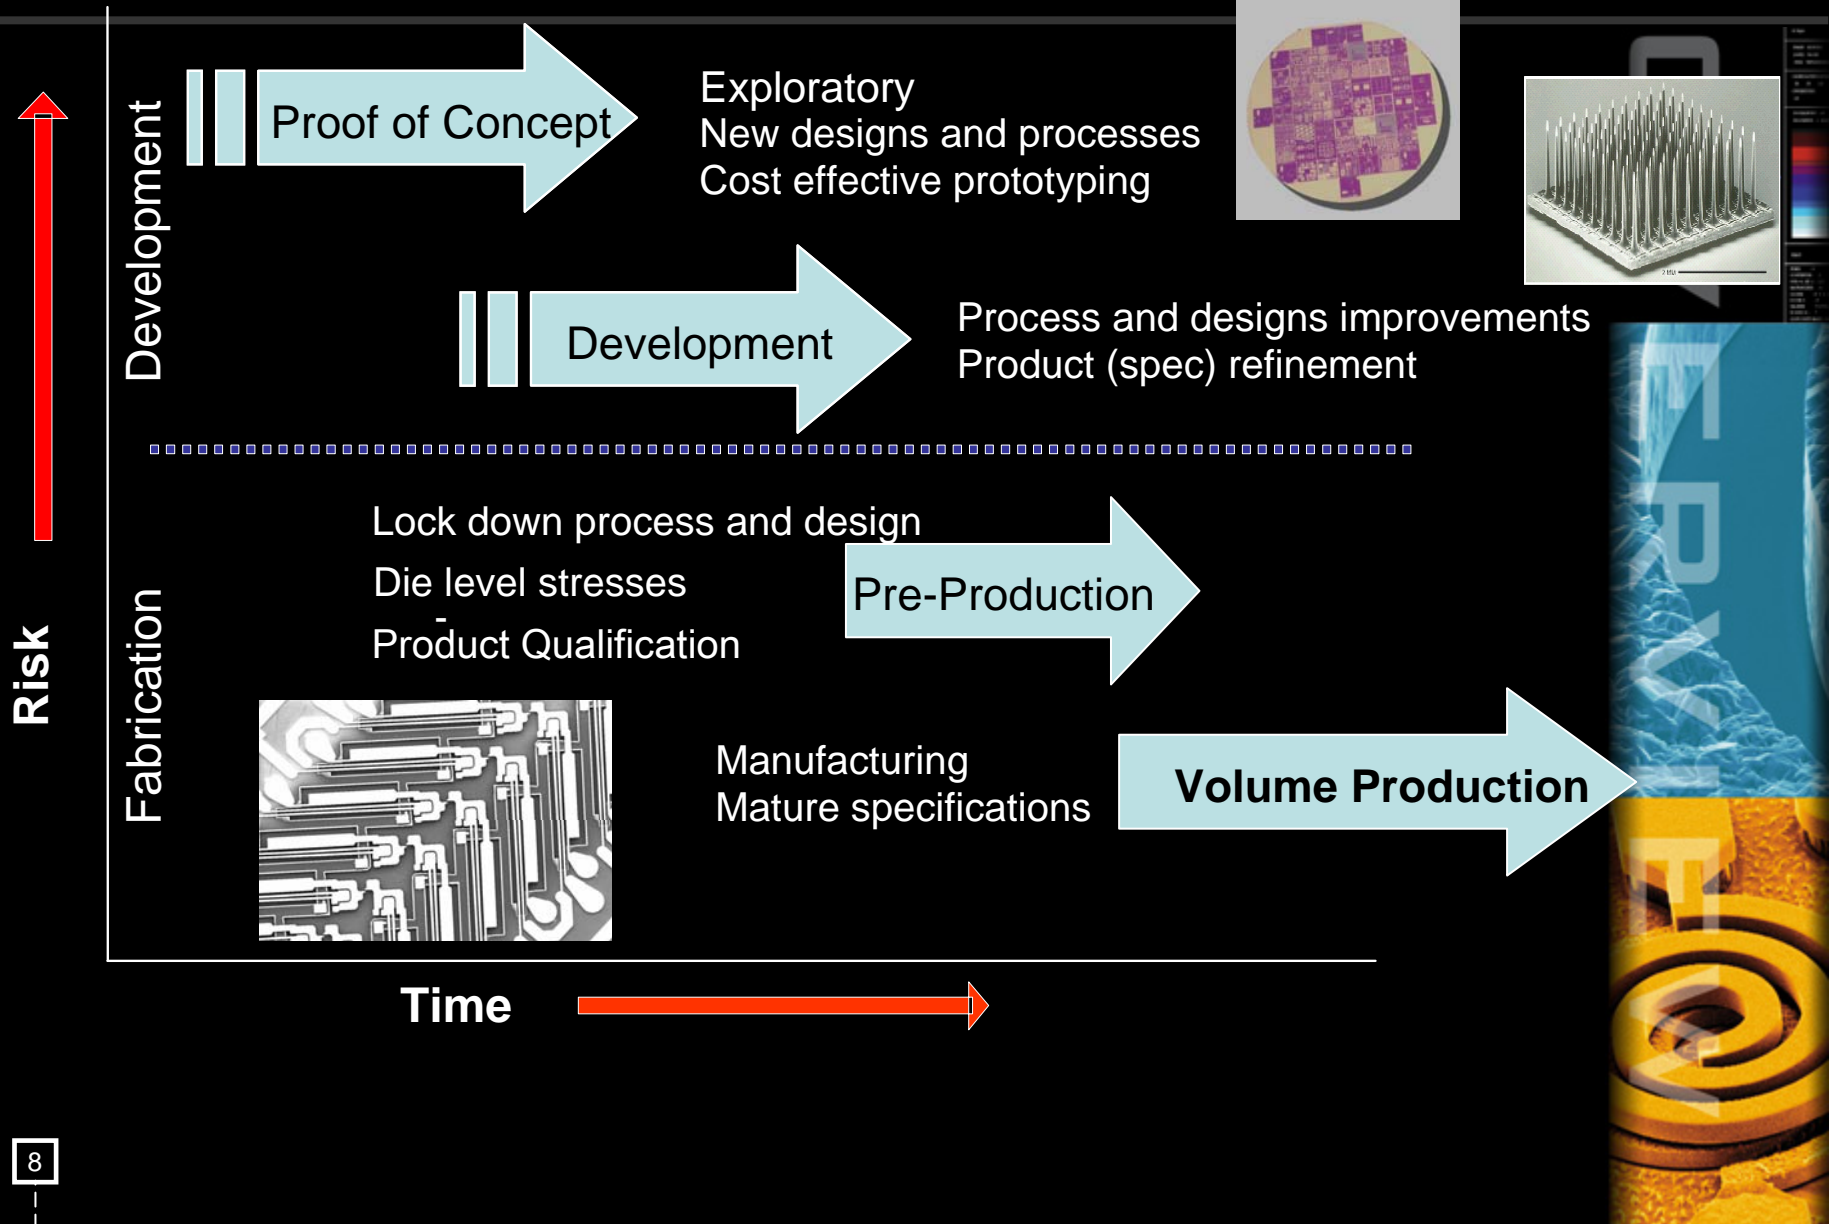 Proof of Concept
Exploratory
New designs and processes
Cost effective prototyping
Development
Development
Process and designs improvements
Product (spec) refinement
Lock down process and design
Die level stresses
-
Product Qualification
Pre-Production
Fabrication
Risk
Manufacturing
Mature specifications
Volume Production
Time
8
OVERVIEW